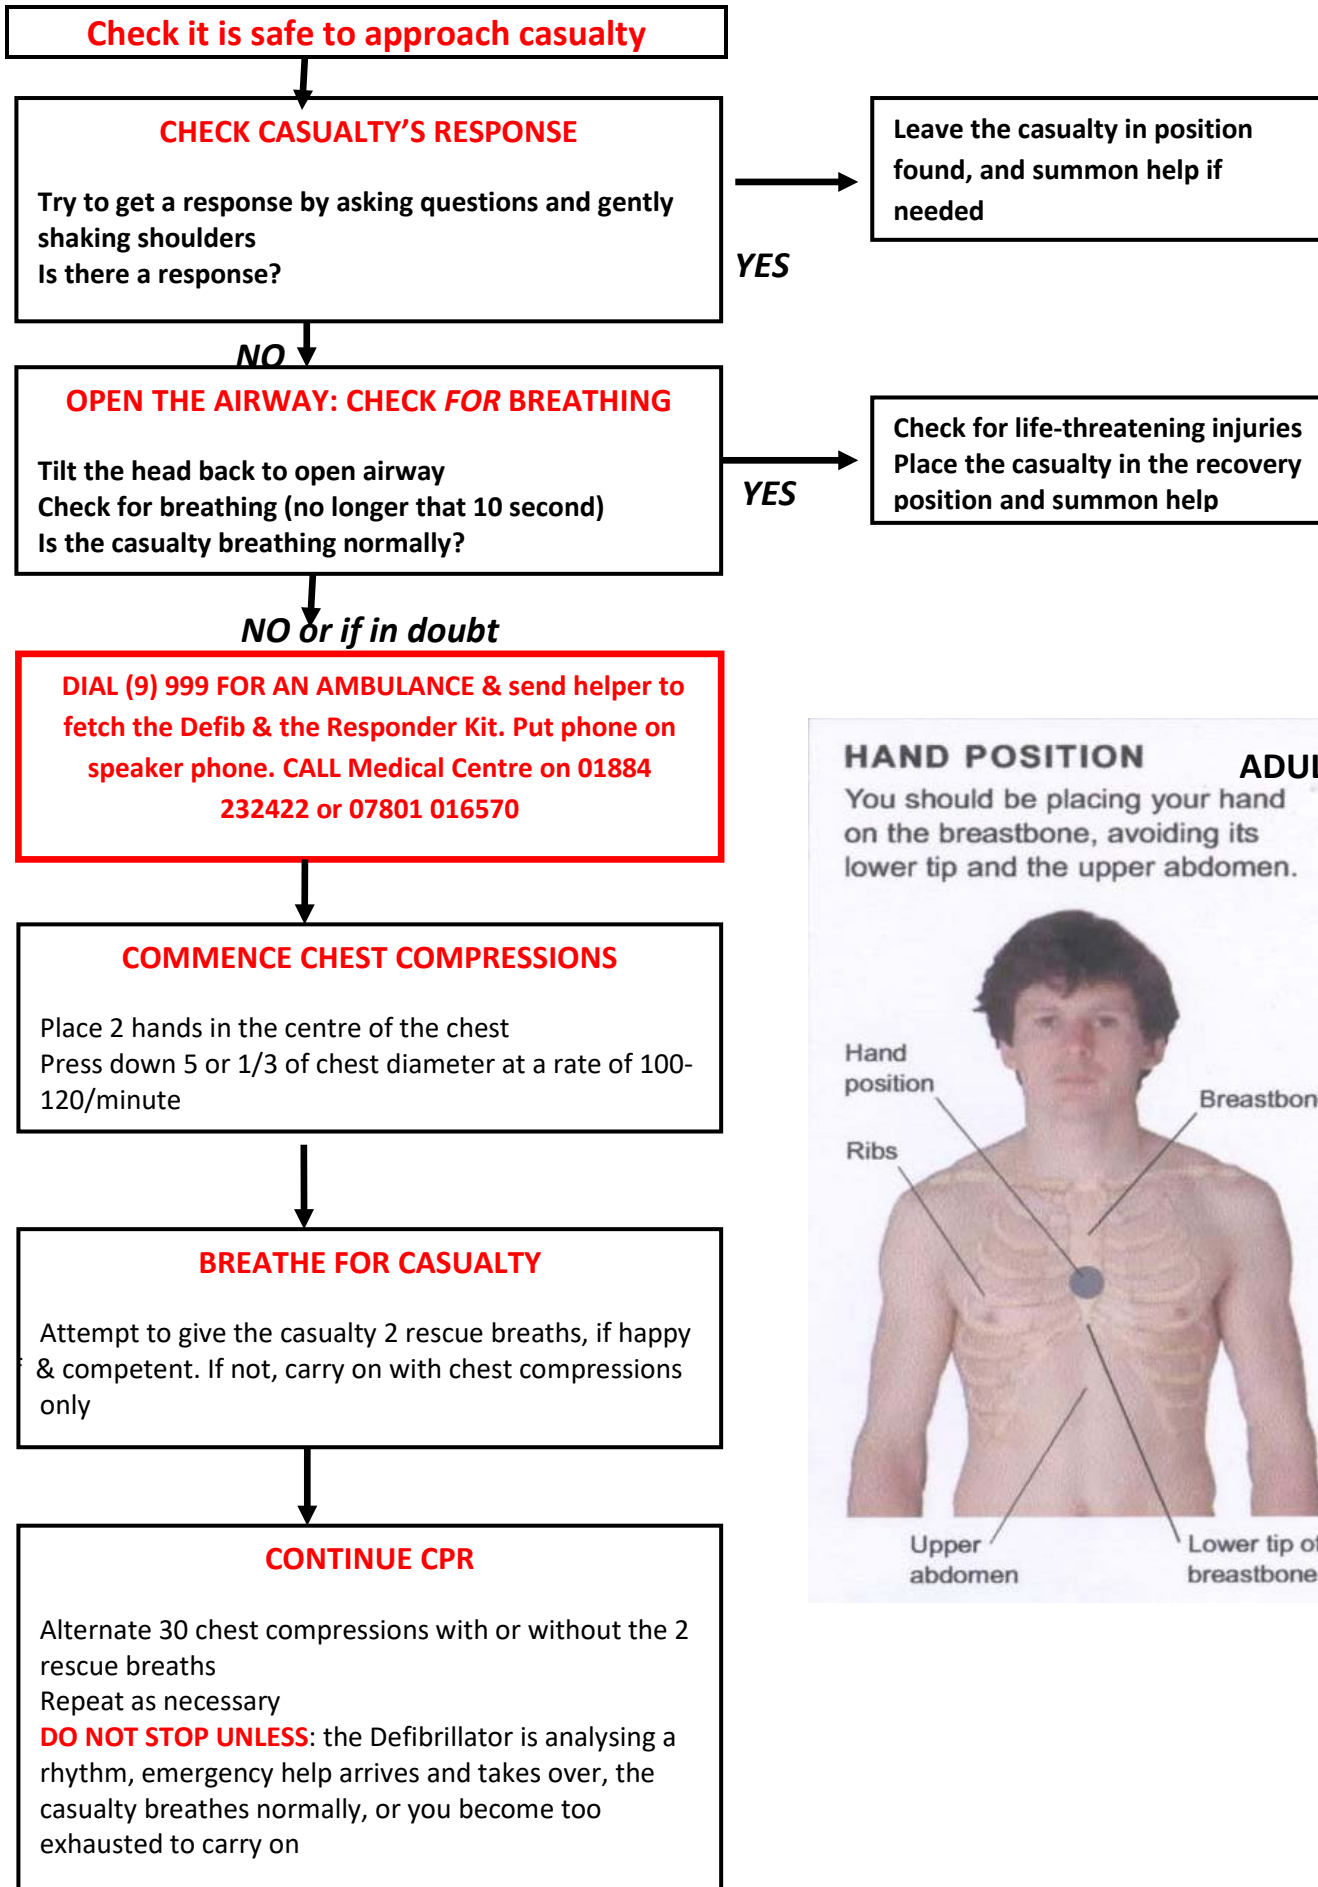 Check it is safe to approach casualty
CHECK CASUALTY'S RESPONSE
Try to get a response by asking questions and gently
shaking shoulders
Is there a response?
YES
Leave the casualty in position
found, and summon help if
needed
NO
OPEN THE AIRWAY: CHECK FOR BREATHING
Tilt the head back to open airway
Check for breathing (no longer that 10 second)
Is the casualty breathing normally?
YES
Check for life-threatening injuries
Place the casualty in the recovery
position and summon help
NO or if in doubt
DIAL (9) 999 FOR AN AMBULANCE & send helper to
fetch the Defib & the Responder Kit. Put phone on
speaker phone. CALL Medical Centre on 01884
232422 or 07801 016570
COMMENCE CHEST COMPRESSIONS
Place 2 hands in the centre of the chest
Press down 5 or 1/3 of chest diameter at a rate of 100-
120/minute
BREATHE FOR CASUALTY
Attempt to give the casualty 2 rescue breaths, if happy
& competent. If not, carry on with chest compressions
only
CONTINUE CPR
Alternate 30 chest compressions with or without the 2
rescue breaths
Repeat as necessary
DO NOT STOP UNLESS: the Defibrillator is analysing a
rhythm, emergency help arrives and takes over, the
casualty breathes normally, or you become too
exhausted to carry on
HAND POSITION
ADUL
You should be placing your hand
on the breastbone, avoiding its
lower tip and the upper abdomen.
Hand
position
Breastbon
Ribs
Upper
abdomen
Lower tip of
breastbone